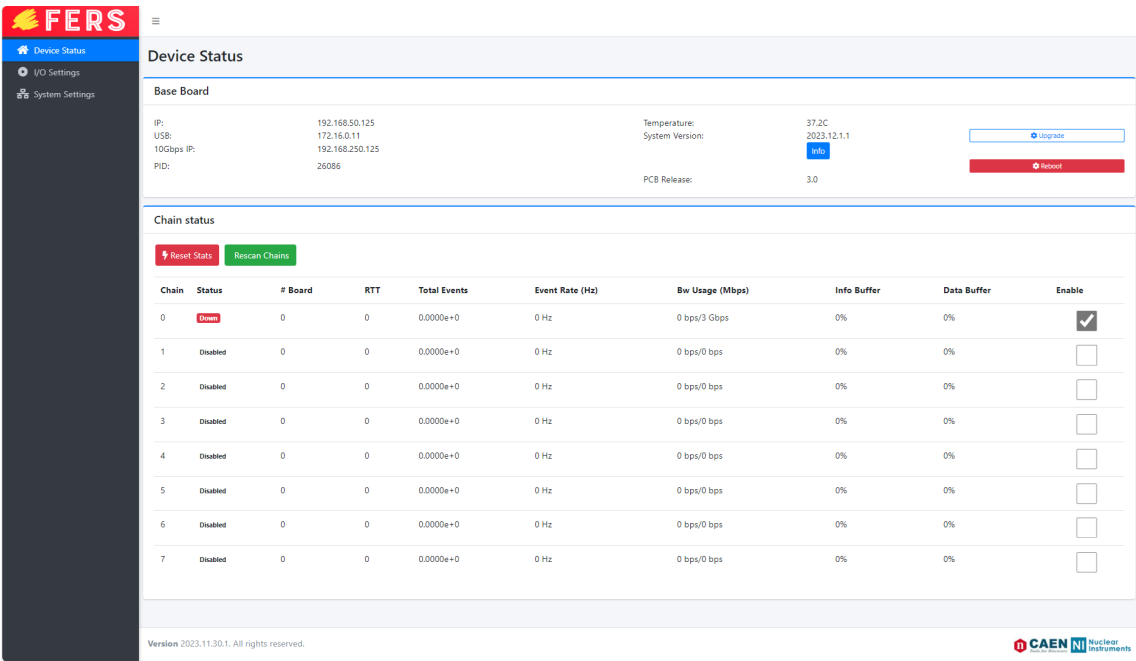 FERS
Device Status
I/O Settings
System Settings
Device Status
Base Board
IP: 192.168.50.125 Temperature: 37.2C
USB: 172.16.0.11 System Version: 2023.12.1.1 Upgrade
10Gbps IP: 192.168.250.125 Info
PID: 26086 Reboot
PCB Release: 3.0
Chain status
Reset Stats Rescan Chains
Chain Status # Board RTT Total Events Event Rate (Hz) Bw Usage (Mbps) Info Buffer Data Buffer Enable
0 Down 0 0 0.0000e+0 0 Hz 0 bps/3 Gbps 0% 0%
1 Disabled 0 0 0.0000e+0 0 Hz 0 bps/0 bps 0% 0%
2 Disabled 0 0 0.0000e+0 0 Hz 0 bps/0 bps 0% 0%
3 Disabled 0 0 0.0000e+0 0 Hz 0 bps/0 bps 0% 0%
4 Disabled 0 0 0.0000e+0 0 Hz 0 bps/0 bps 0% 0%
5 Disabled 0 0 0.0000e+0 0 Hz 0 bps/0 bps 0% 0%
6 Disabled 0 0 0.0000e+0 0 Hz 0 bps/0 bps 0% 0%
7 Disabled 0 0 0.0000e+0 0 Hz 0 bps/0 bps 0% 0%
Version 2023.11.30.1. All rights reserved.
CAEN NI Nuclear Instruments